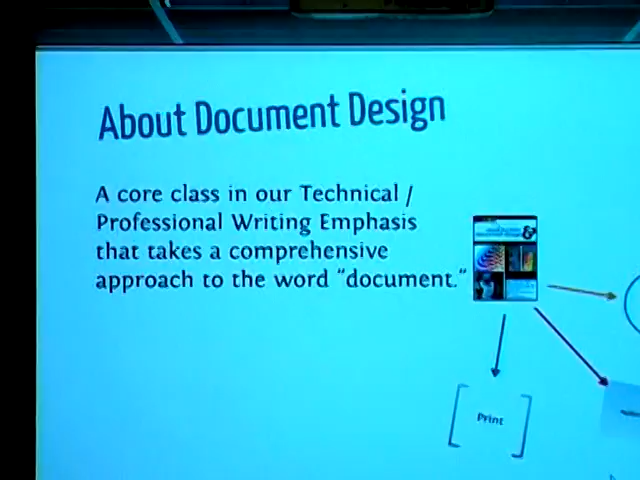 About Document Design
A core class in our Technical /
Professional Writing Emphasis
that takes a comprehensive
approach to the word “document.“
&
Print